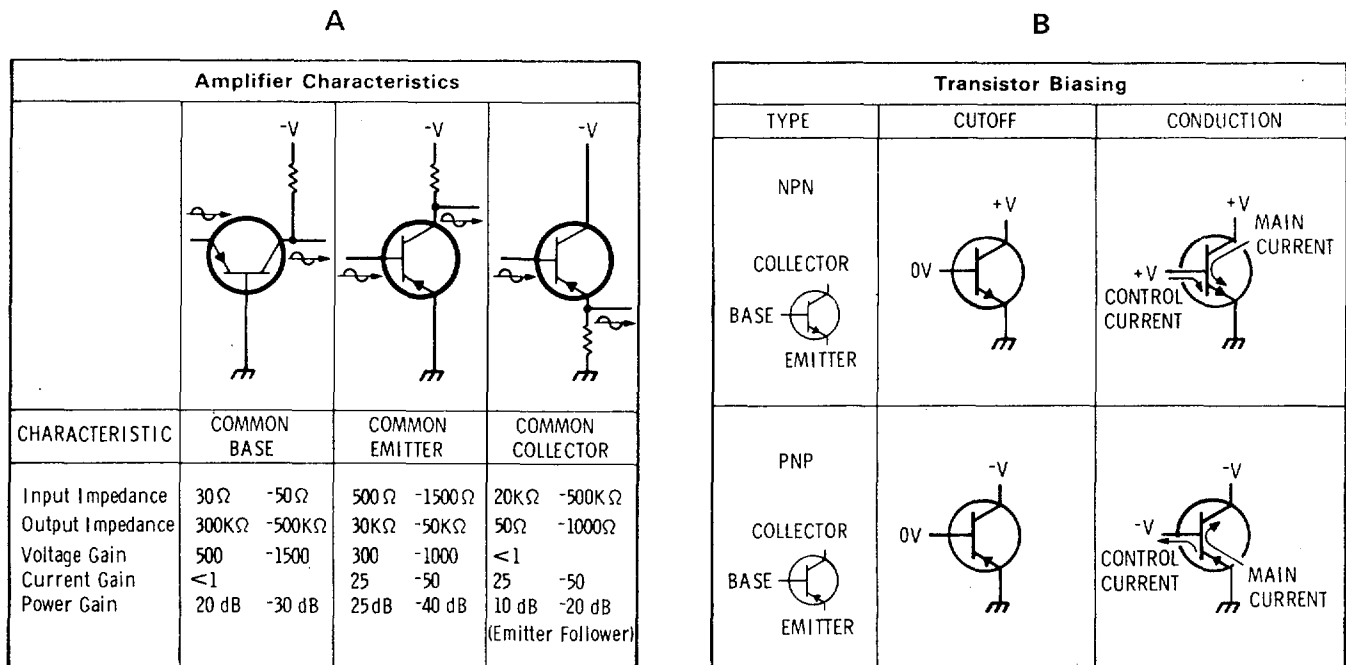 A
Amplifier Characteristics
-V -V -V
CHARACTERISTIC COMMON BASE COMMON EMITTER COMMON COLLECTOR
Input Impedance 30Ω -50Ω 500Ω -1500Ω 20KΩ -500KΩ
Output Impedance 300KΩ -500KΩ 30KΩ -50KΩ 50Ω -1000Ω
Voltage Gain 500 -1500 300 -1000 <1
Current Gain <1 25 -50 25 -50
Power Gain 20 dB -30 dB 25dB -40 dB 10 dB -20 dB
(Emitter Follower)
B
Transistor Biasing
TYPE CUTOFF CONDUCTION
NPN
COLLECTOR
BASE
EMITTER
+V
0V
+V
MAIN
CURRENT
+V
CONTROL
CURRENT
PNP
COLLECTOR
BASE
EMITTER
-V
0V
-V
-V
CONTROL
CURRENT
MAIN
CURRENT